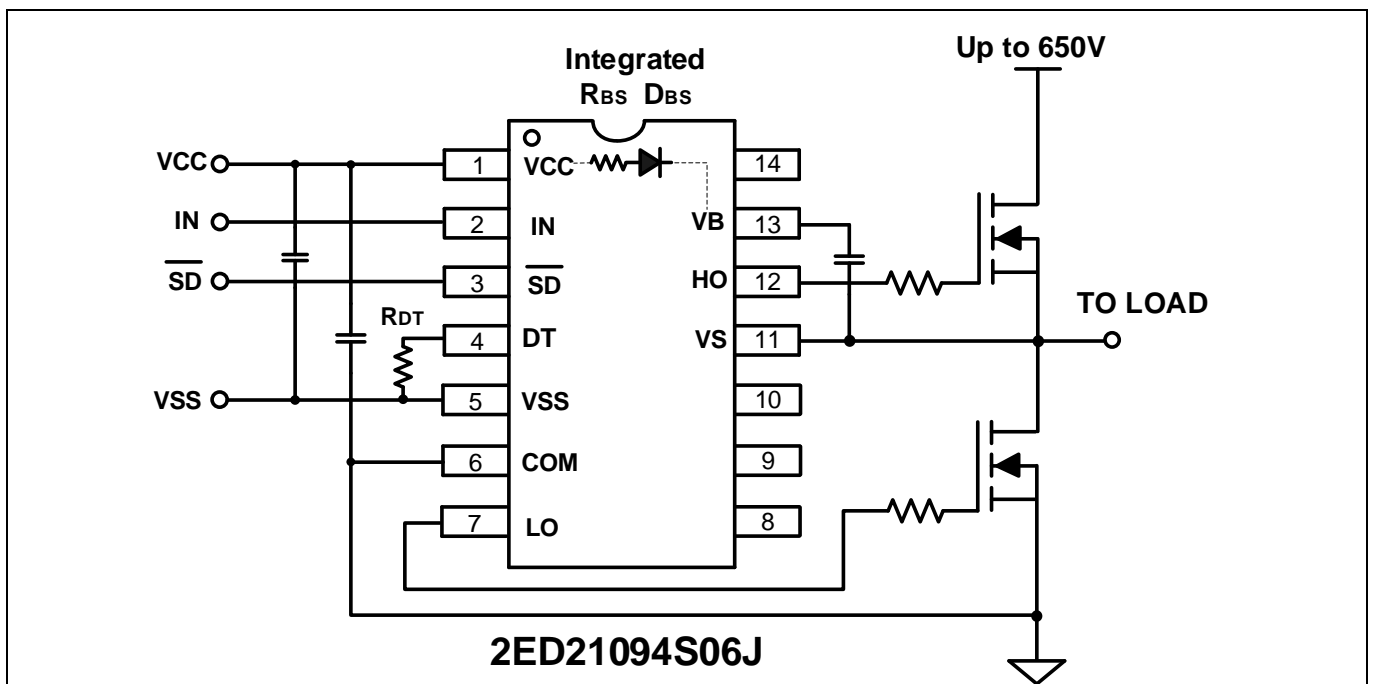 Integrated
RBS DBS
Up to 650V
VCC
1
VCC
14
IN
2
IN
VB
13
SD
3
SD
HO
12
RDT
4
DT
VS
11
TO LOAD
VSS
5
VSS
10
6
COM
9
7
LO
8
2ED21094S06J